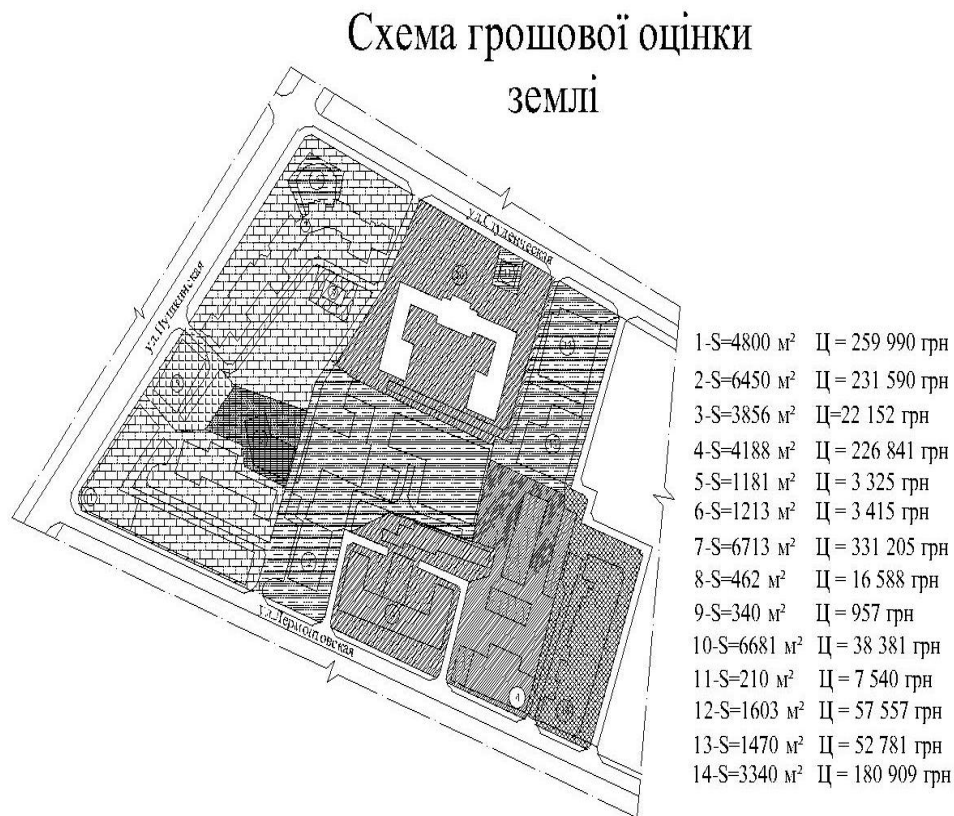 Схема грошової оцінки
землі
ул.Студенческая
ул.Пушкинская
ул.Лермонтовская
1-S=4800 м² Ц = 259 990 грн
2-S=6450 м² Ц = 231 590 грн
3-S=3856 м² Ц=22 152 грн
4-S=4188 м² Ц = 226 841 грн
5-S=1181 м² Ц = 3 325 грн
6-S=1213 м² Ц = 3 415 грн
7-S=6713 м² Ц = 331 205 грн
8-S=462 м² Ц = 16 588 грн
9-S=340 м² Ц = 957 грн
10-S=6681 м² Ц = 38 381 грн
11-S=210 м² Ц = 7 540 грн
12-S=1603 м² Ц = 57 557 грн
13-S=1470 м² Ц = 52 781 грн
14-S=3340 м² Ц = 180 909 грн